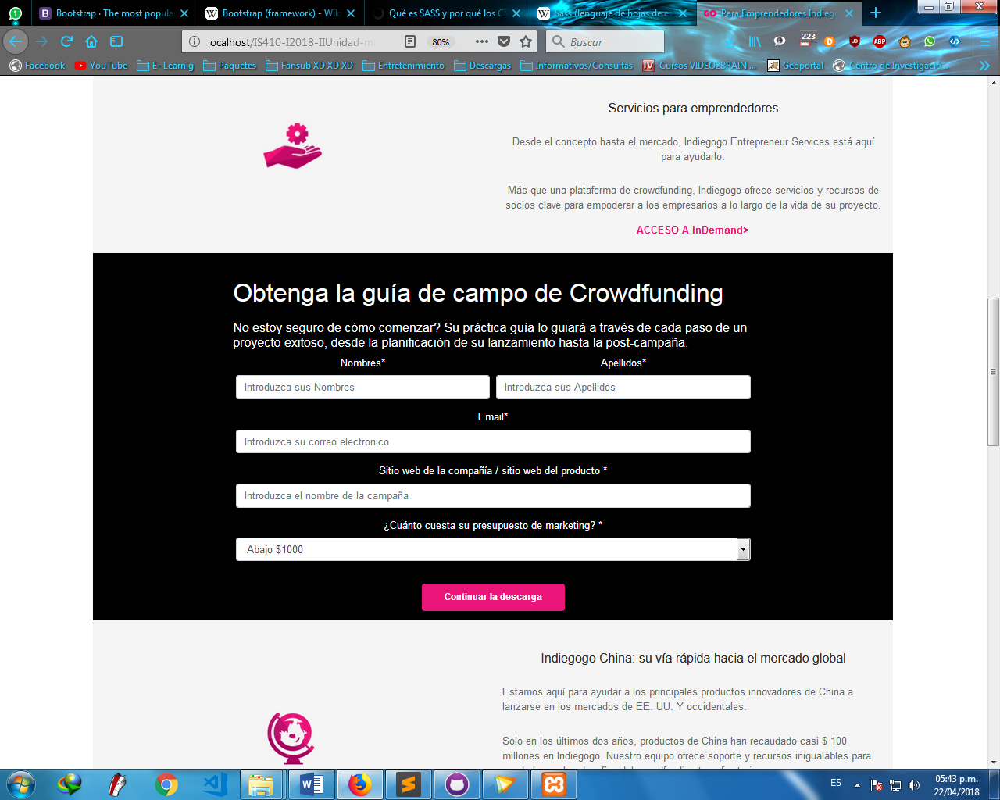 Bootstrap · The most popula
Bootstrap (framework) - Wiki
Qué es SASS y por qué los CS
Sass (lenguaje de hojas de e
GO Para Emprendedores Indiego
localhost/IS410-I2018-IIUnidad-m
80%
Buscar
223
UD
ABP
Facebook
YouTube
E- Learnig
Paquetes
Fansub XD XD XD
Entretenimiento
Descargas
Informativos/Consultas
Cursos VIDEO2BRAIN ...
Geoportal
Centro de Investigació...
Servicios para emprendedores
Desde el concepto hasta el mercado, Indiegogo Entrepreneur Services está aquí
para ayudarlo.
Más que una plataforma de crowdfunding, Indiegogo ofrece servicios y recursos de
socios clave para empoderar a los empresarios a lo largo de la vida de su proyecto.
ACCESO A InDemand>
Obtenga la guía de campo de Crowdfunding
No estoy seguro de cómo comenzar? Su práctica guía lo guiará a través de cada paso de un
proyecto exitoso, desde la planificación de su lanzamiento hasta la post-campaña.
Nombres*
Apellidos*
Introduzca sus Nombres
Introduzca sus Apellidos
Email*
Introduzca su correo electronico
Sitio web de la compañía / sitio web del producto *
Introduzca el nombre de la campaña
¿Cuánto cuesta su presupuesto de marketing? *
Abajo $1000
Continuar la descarga
Indiegogo China: su vía rápida hacia el mercado global
Estamos aquí para ayudar a los principales productos innovadores de China a
lanzarse en los mercados de EE. UU. Y occidentales.
Solo en los últimos dos años, productos de China han recaudado casi $ 100
millones en Indiegogo. Nuestro equipo ofrece soporte y recursos inigualables para
ES
05:43 p.m.
22/04/2018